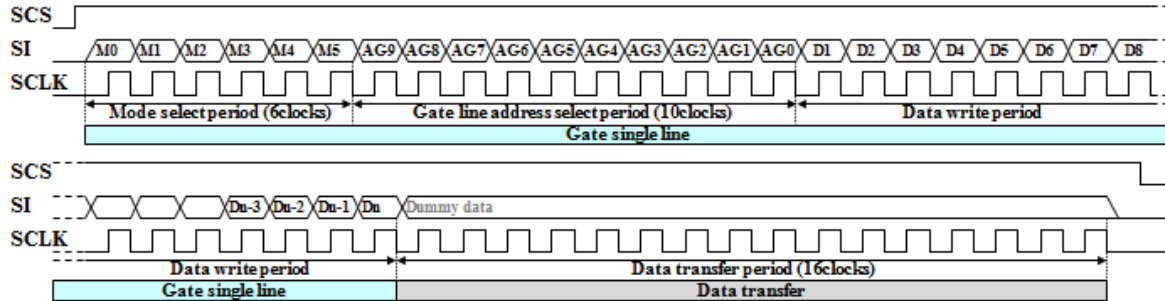 SCS
SI M0 M1 M2 M3 M4 M5 AG9 AG8 AG7 AG6 AG5 AG4 AG3 AG2 AG1 AG0 D1 D2 D3 D4 D5 D6 D7 D8
SCLK
Mode select period (6clocks) Gate line address select period (10clocks) Data write period
Gate single line
SCS
SI Dn-3 Dn-2 Dn-1 Dn Dummy data
SCLK
Data write period Data transfer period (16clocks)
Gate single line Data transfer